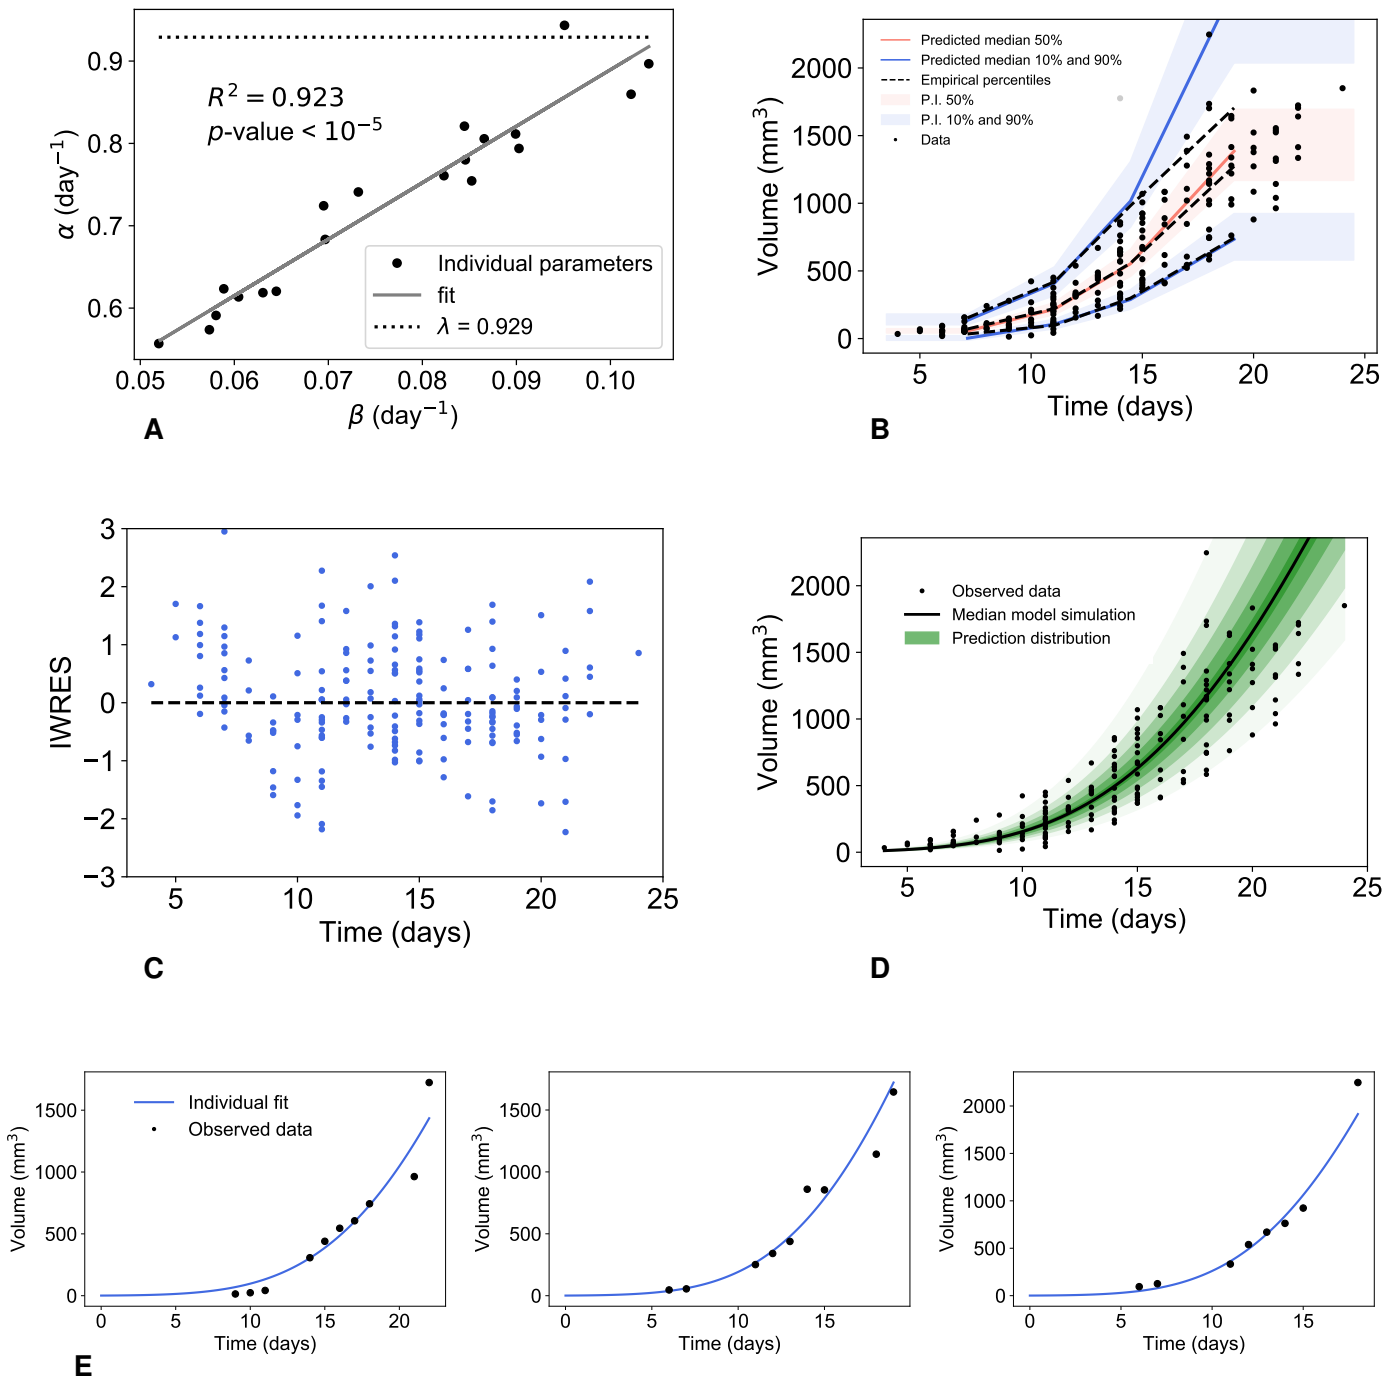 0.9
0.8
0.7
0.6
α (day⁻¹)
R² = 0.923
p-value < 10⁻⁵
Individual parameters
fit
λ = 0.929
0.05 0.06 0.07 0.08 0.09 0.10
β (day⁻¹)
A
2000
1500
1000
500
0
Volume (mm³)
Predicted median 50%
Predicted median 10% and 90%
Empirical percentiles
P.I. 50%
P.I. 10% and 90%
Data
5 10 15 20 25
Time (days)
B
3
2
1
0
−1
−2
−3
IWRES
5 10 15 20 25
Time (days)
C
2000
1500
1000
500
0
Volume (mm³)
Observed data
Median model simulation
Prediction distribution
5 10 15 20 25
Time (days)
D
1500
1000
500
0
Volume (mm³)
Individual fit
Observed data
0 5 10 15 20
Time (days)
1500
1000
500
0
Volume (mm³)
0 5 10 15
Time (days)
2000
1500
1000
500
0
Volume (mm³)
0 5 10 15
Time (days)
E